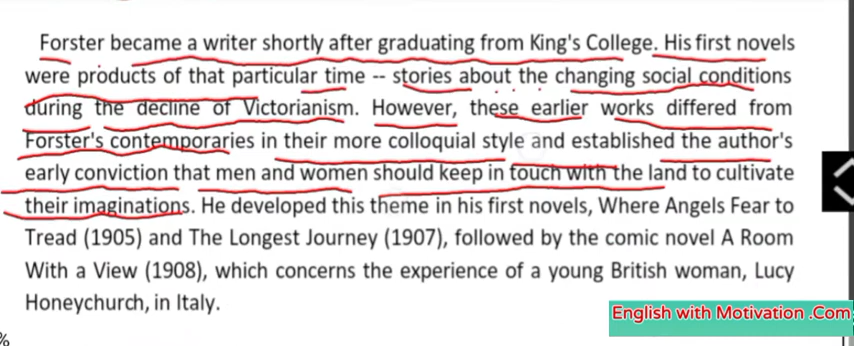 Forster became a writer shortly after graduating from King's College. His first novels
were products of that particular time -- stories about the changing social conditions
during the decline of Victorianism. However, these earlier works differed from
Forster's contemporaries in their more colloquial style and established the author's
early conviction that men and women should keep in touch with the land to cultivate
their imaginations. He developed this theme in his first novels, Where Angels Fear to
Tread (1905) and The Longest Journey (1907), followed by the comic novel A Room
With a View (1908), which concerns the experience of a young British woman, Lucy
Honeychurch, in Italy.
English with Motivation .Com
%